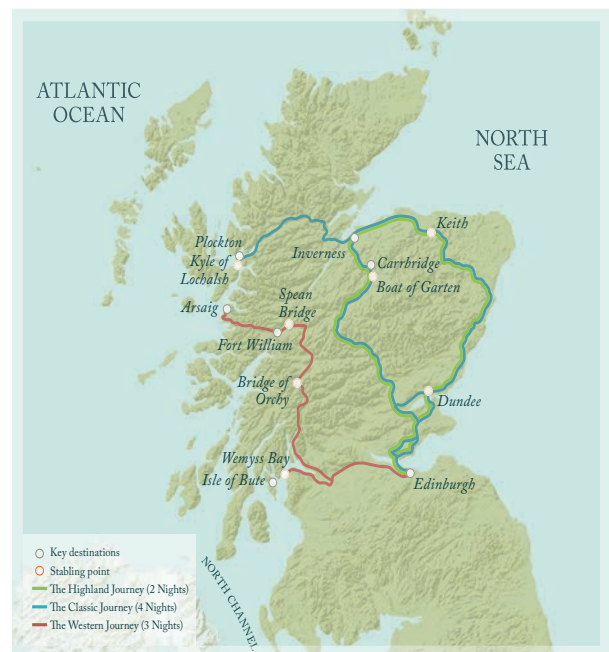 ATLANTIC
OCEAN
NORTH
SEA
Keith
Plockton
Inverness
Kyle of
Lochalsh
Carrbridge
Boat of Garten
Spean
Bridge
Arsaig
Fort William
Bridge of
Orchy
Dundee
Wemyss Bay
Isle of Bute
Edinburgh
NORTH CHANNEL
Key destinations
Stabling point
The Highland Journey (2 Nights)
The Classic Journey (4 Nights)
The Western Journey (3 Nights)